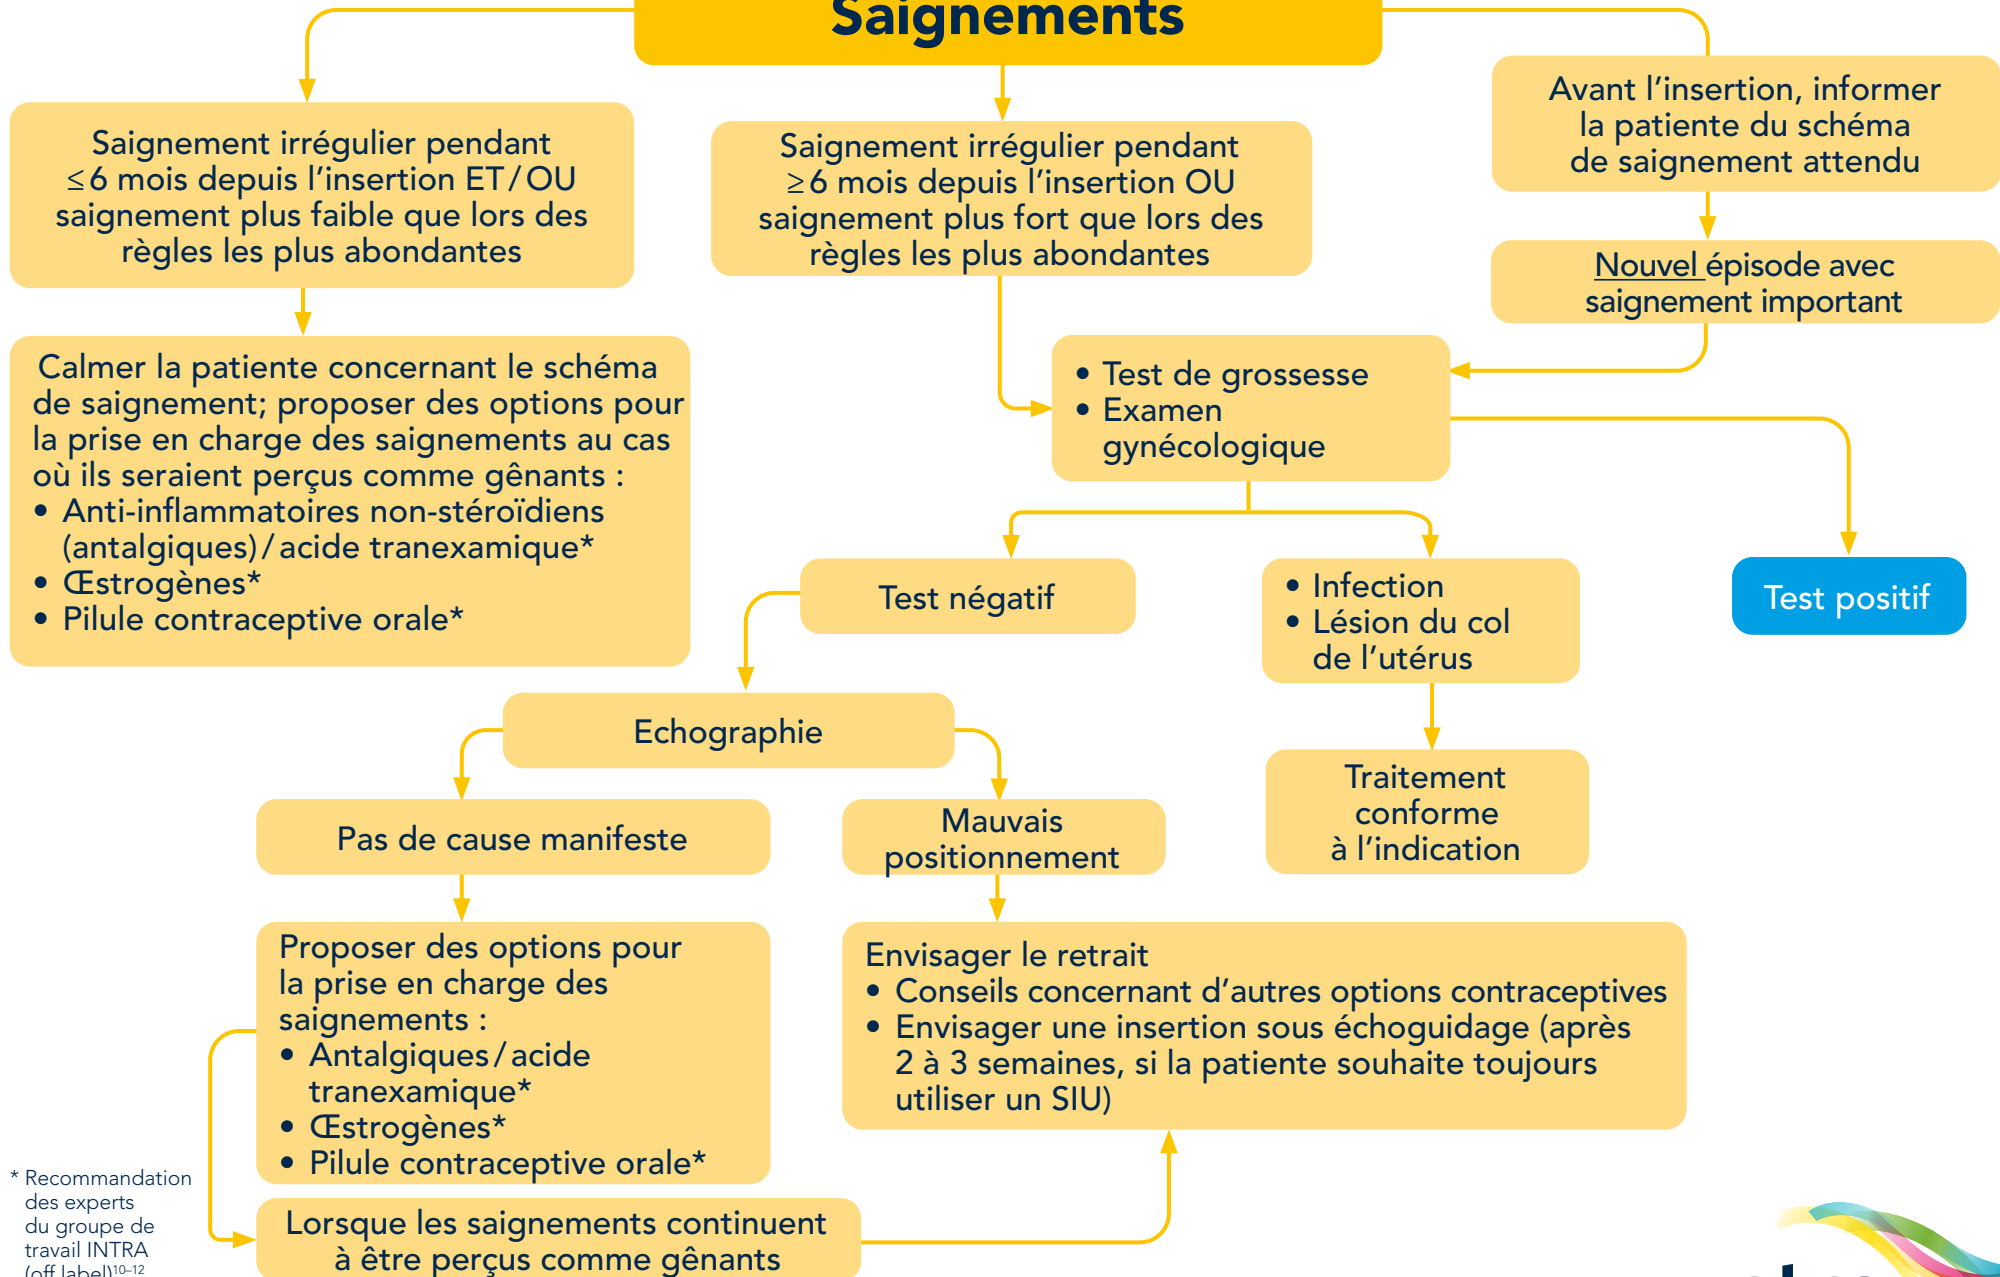 Saignements
Saignement irrégulier pendant
≤6 mois depuis l'insertion ET/OU
saignement plus faible que lors des
règles les plus abondantes
Saignement irrégulier pendant
≥6 mois depuis l'insertion OU
saignement plus fort que lors des
règles les plus abondantes
Avant l'insertion, informer
la patiente du schéma
de saignement attendu
Nouvel épisode avec
saignement important
Calmer la patiente concernant le schéma
de saignement; proposer des options pour
la prise en charge des saignements au cas
où ils seraient perçus comme gênants :
• Anti-inflammatoires non-stéroïdiens
(antalgiques)/acide tranexamique*
• Œstrogènes*
• Pilule contraceptive orale*
• Test de grossesse
• Examen
gynécologique
Test négatif
• Infection
• Lésion du col
de l'utérus
Test positif
Echographie
Traitement
conforme
à l'indication
Pas de cause manifeste
Mauvais
positionnement
Proposer des options pour
la prise en charge des
saignements :
• Antalgiques/acide
tranexamique*
• Œstrogènes*
• Pilule contraceptive orale*
Envisager le retrait
• Conseils concernant d'autres options contraceptives
• Envisager une insertion sous échoguidage (après
2 à 3 semaines, si la patiente souhaite toujours
utiliser un SIU)
Lorsque les saignements continuent
à être perçus comme gênants
* Recommandation
des experts
du groupe de
travail INTRA
(off label)10–12